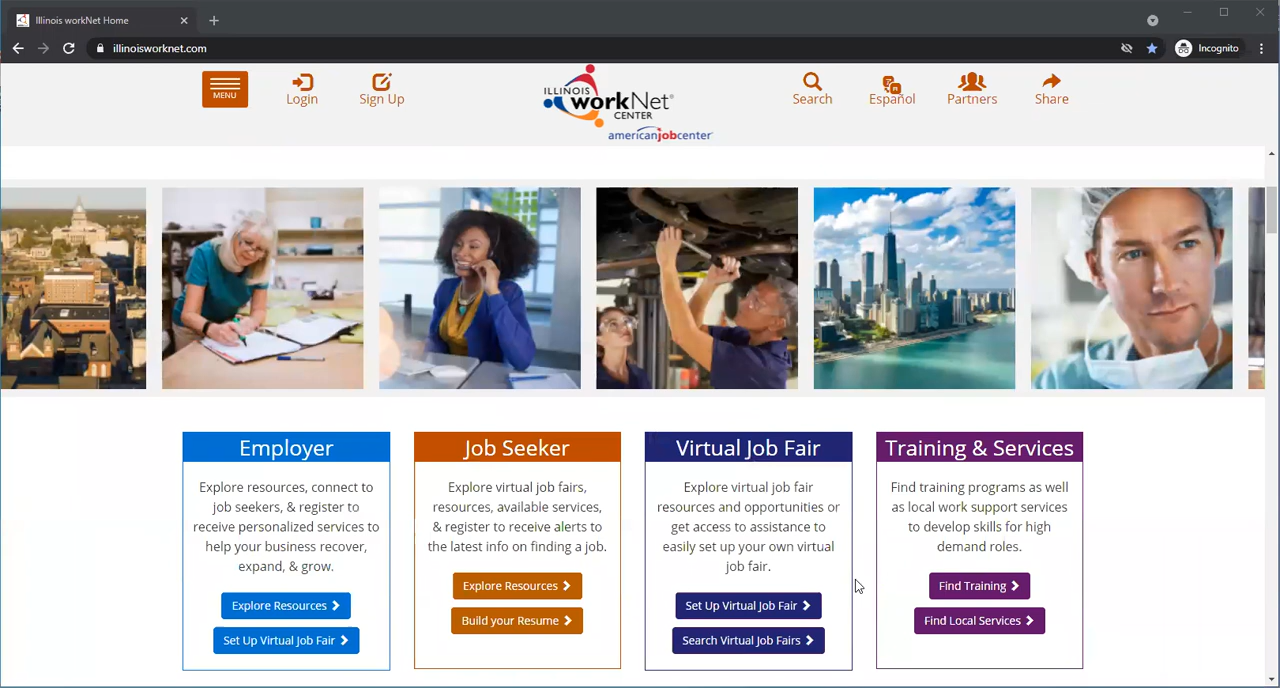 Illinois workNet Home
illinoisworknet.com
Incognito
MENU
Login
Sign Up
ILLINOIS
workNet®
CENTER
americanjobcenter™
Search
Español
Partners
Share
Employer
Explore resources, connect to
job seekers, & register to
receive personalized services to
help your business recover,
expand, & grow.
Explore Resources
Set Up Virtual Job Fair
Job Seeker
Explore virtual job fairs,
resources, available services,
& register to receive alerts to
the latest info on finding a job.
Explore Resources
Build your Resume
Virtual Job Fair
Explore virtual job fair
resources and opportunities or
get access to assistance to
easily set up your own virtual
job fair.
Set Up Virtual Job Fair
Search Virtual Job Fairs
Training & Services
Find training programs as well
as local work support services
to develop skills for high
demand roles.
Find Training
Find Local Services